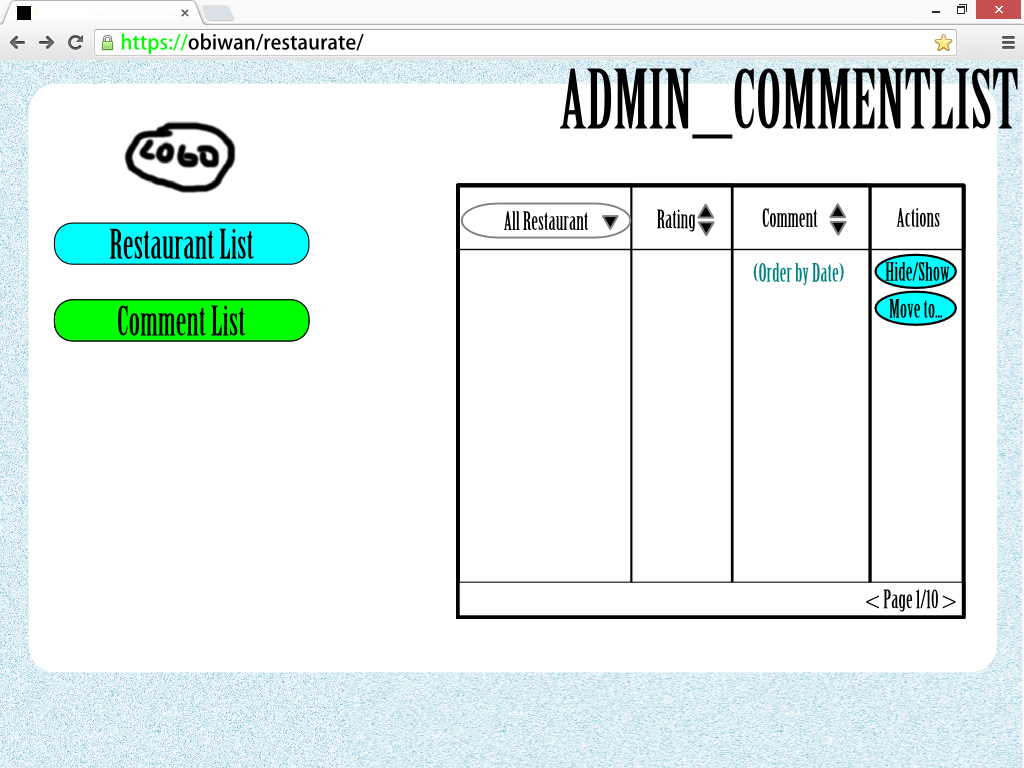 https://obiwan/restaurate/
ADMIN_COMMENTLIST
LOGO
Restaurant List
Comment List
All Restaurant Rating Comment Actions
(Order by Date) Hide/Show
Move to...
< Page 1/10 >